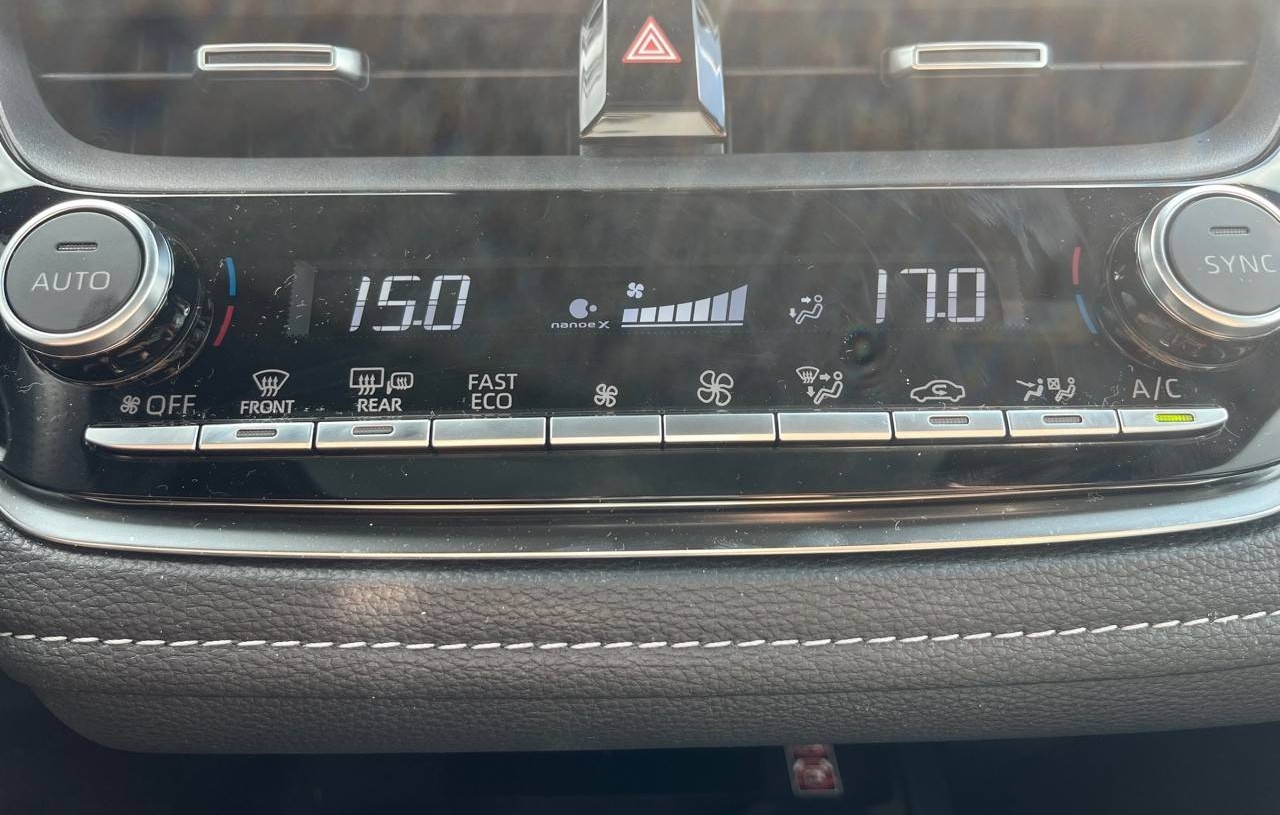 AUTO
15.0
nanoe X
17.0
SYNC
OFF
FRONT
REAR
FAST
ECO
A/C